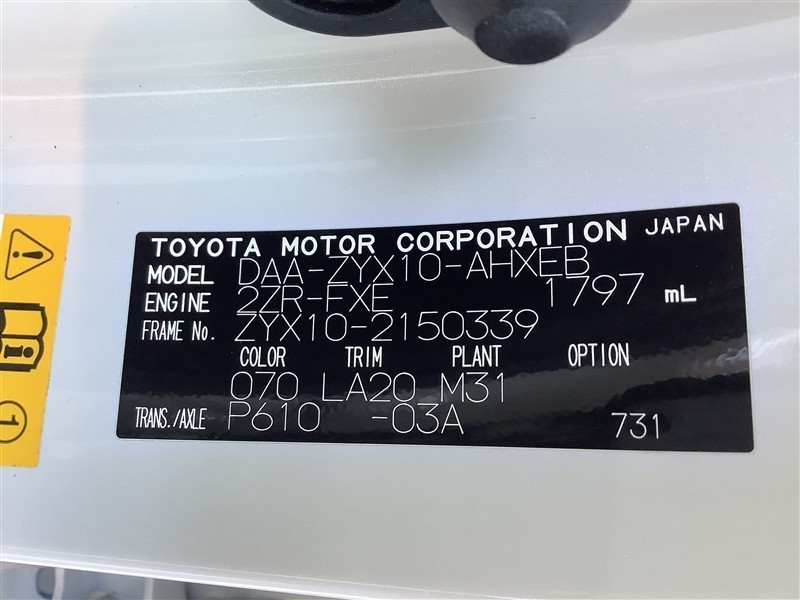 TOYOTA MOTOR CORPORATION JAPAN
MODEL DAA-ZYX10-AHXEB
ENGINE 2ZR-FXE 1797 mL
FRAME No. ZYX10-2150339
COLOR TRIM PLANT OPTION
070 LA20 M31
TRANS./AXLE P610 -03A 731
1